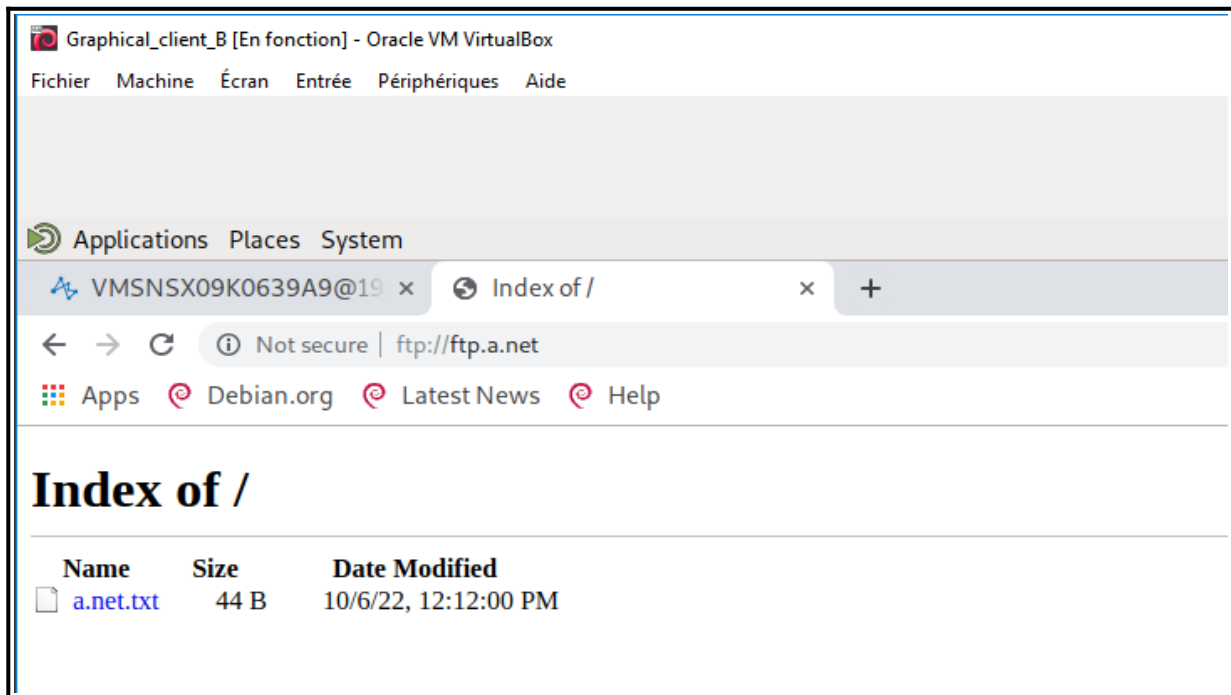 Graphical_client_B [En fonction] - Oracle VM VirtualBox
Fichier Machine Écran Entrée Périphériques Aide
Applications Places System
VMSNSX09K0639A9@19 × Index of / × +
Not secure | ftp://ftp.a.net
Apps Debian.org Latest News Help
Index of /
Name Size Date Modified
a.net.txt 44 B 10/6/22, 12:12:00 PM